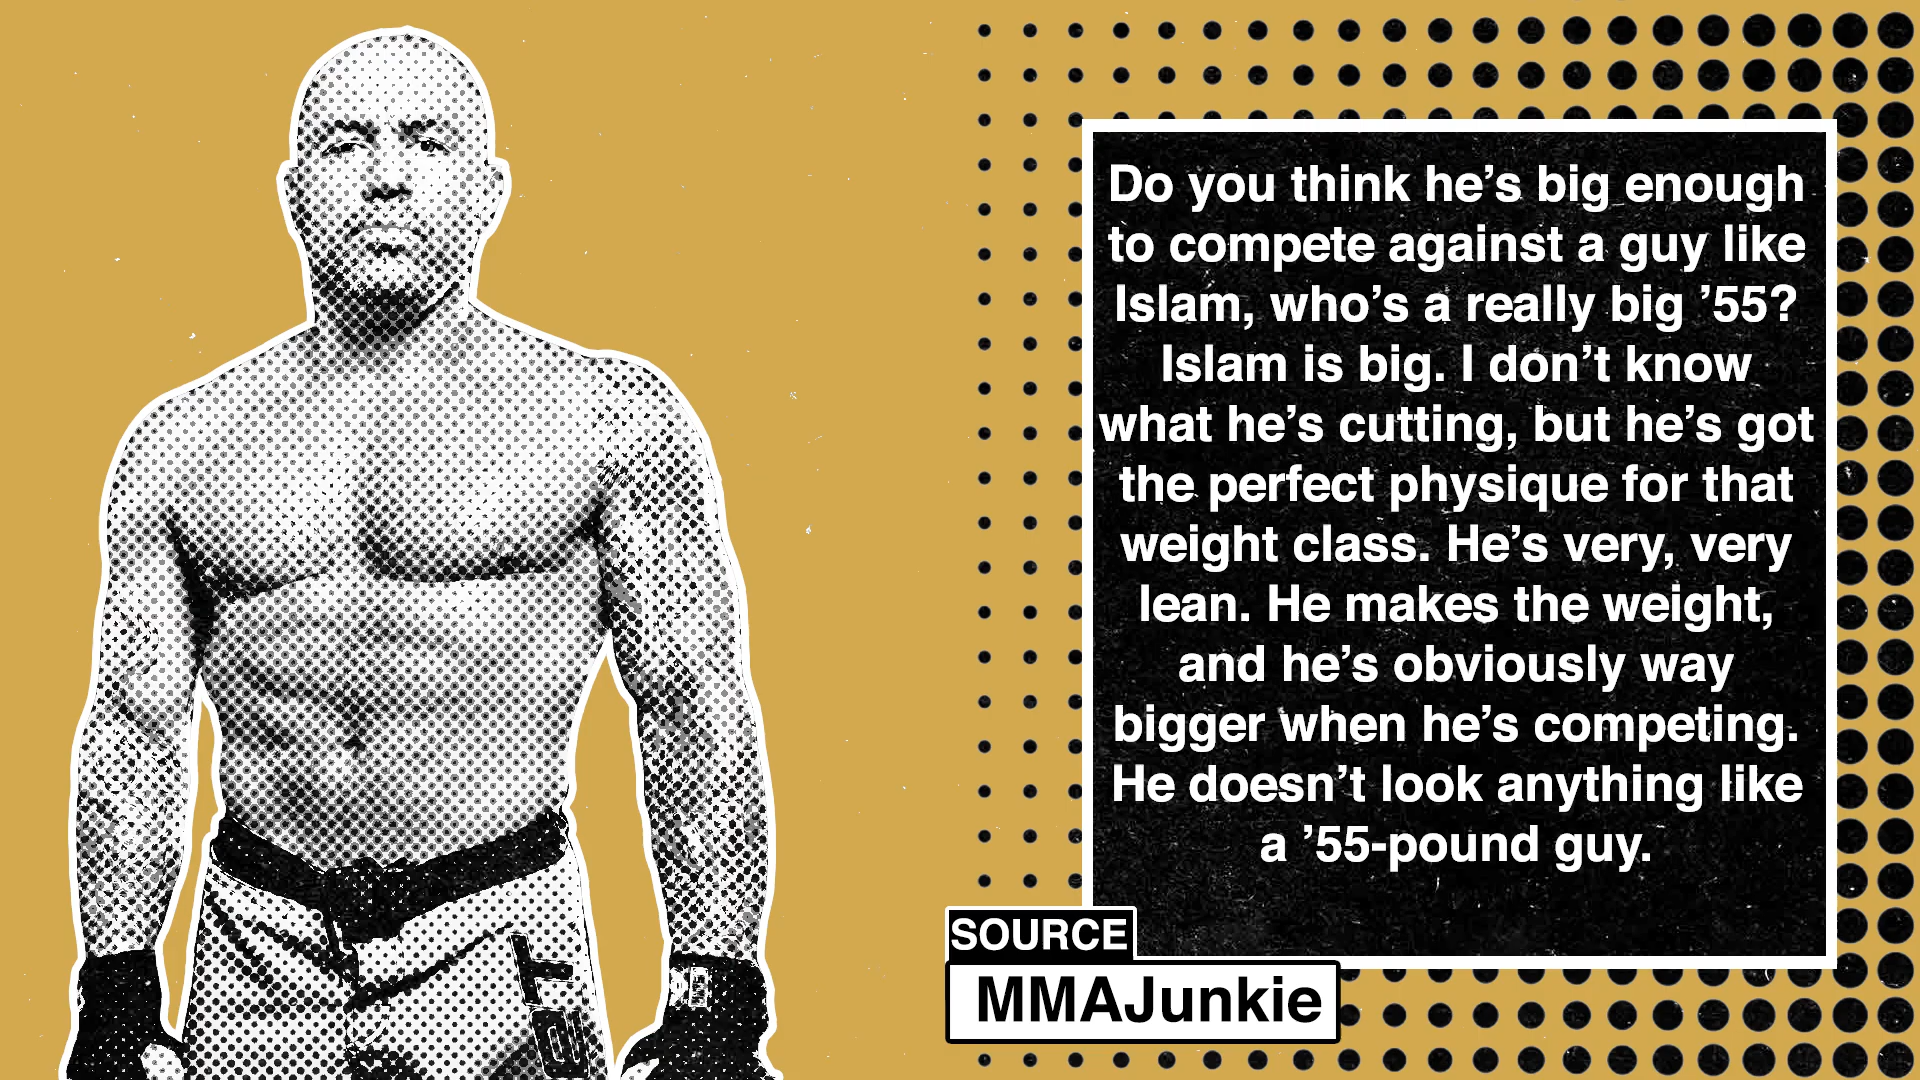 Do you think he’s big enough
to compete against a guy like
Islam, who’s a really big ’55?
Islam is big. I don’t know
what he’s cutting, but he’s got
the perfect physique for that
weight class. He’s very, very
lean. He makes the weight,
and he’s obviously way
bigger when he’s competing.
He doesn’t look anything like
a ’55-pound guy.
SOURCE
MMAJunkie